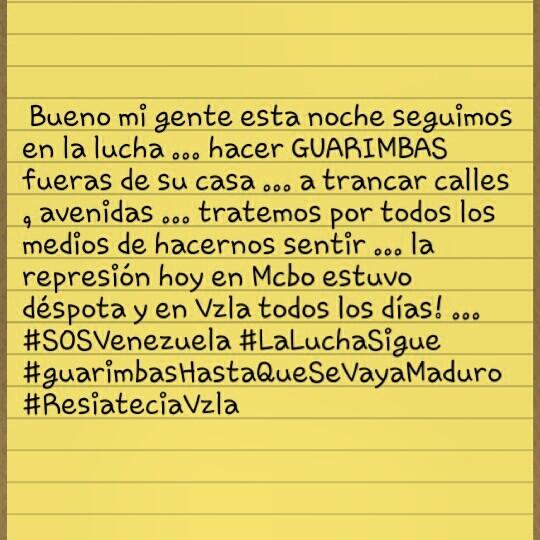 Bueno mi gente esta noche seguimos
en la lucha ... hacer GUARIMBAS
fueras de su casa ... a trancar calles
, avenidas ... tratemos por todos los
medios de hacernos sentir ... la
represión hoy en Mcbo estuvo
déspota y en Vzla todos los días! ...
#SOSVenezuela #LaLuchaSigue
#guarimbasHastaQueSeVayaMaduro
#ResiateciaVzla